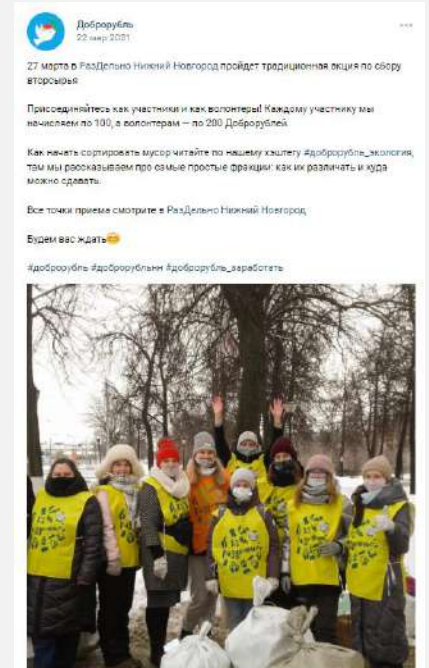 Доброрубль
22 мар 2021
27 марта в РазДельно Нижний Новгород пройдет традиционная акция по сбору
вторсырья
Присоединяйтесь как участники и как волонтеры! Каждому участнику мы
начисляем по 100, а волонтерам — по 200 Доброрублей.
Как начать сортировать мусор читайте по нашему хэштегу #доброрубль_экология,
там мы рассказываем про самые простые фракции: как их различать и куда
можно сдавать.
Все точки приема смотрите в РазДельно Нижний Новгород
Будем вас ждать😊
#доброрубль #доброрубльнн #доброрубль_заработать